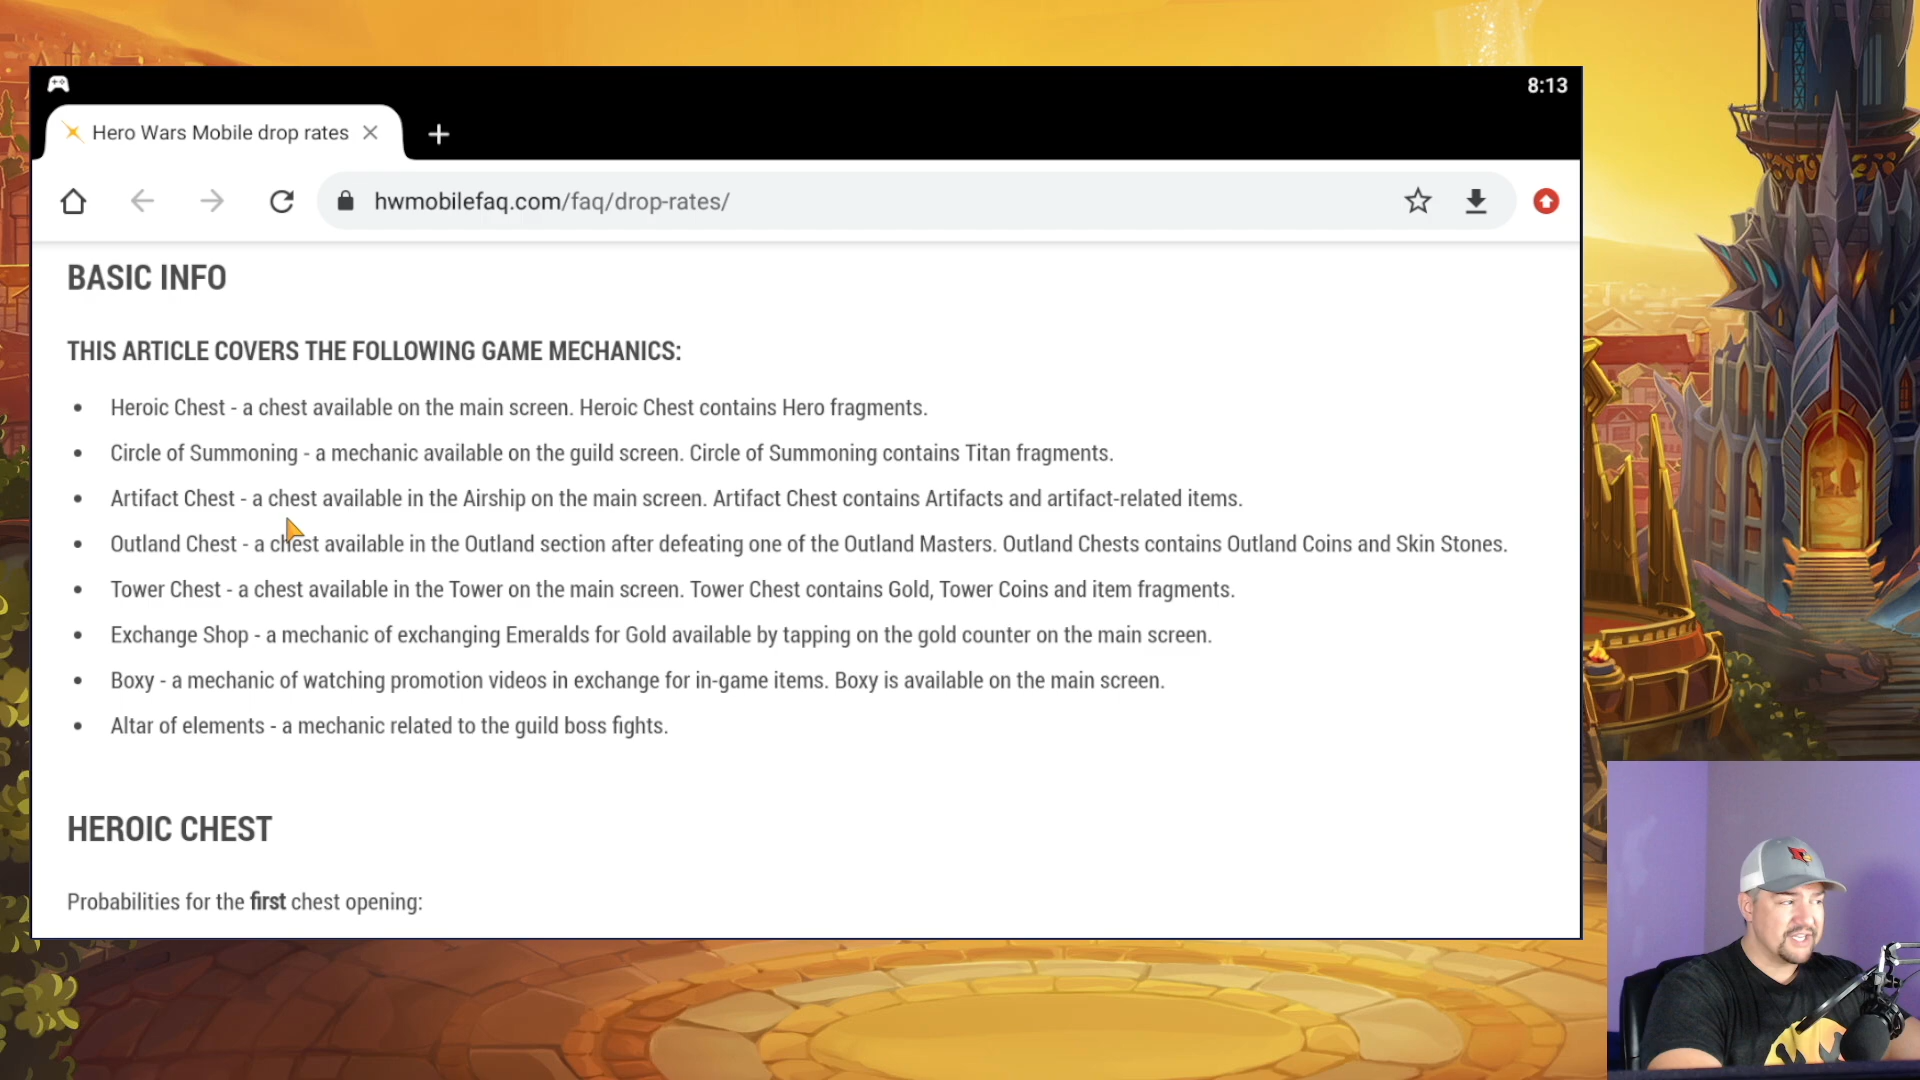 8:13
Hero Wars Mobile drop rates
hwmobilefaq.com/faq/drop-rates/
BASIC INFO
THIS ARTICLE COVERS THE FOLLOWING GAME MECHANICS:
• Heroic Chest - a chest available on the main screen. Heroic Chest contains Hero fragments.
• Circle of Summoning - a mechanic available on the guild screen. Circle of Summoning contains Titan fragments.
• Artifact Chest - a chest available in the Airship on the main screen. Artifact Chest contains Artifacts and artifact-related items.
• Outland Chest - a chest available in the Outland section after defeating one of the Outland Masters. Outland Chests contains Outland Coins and Skin Stones.
• Tower Chest - a chest available in the Tower on the main screen. Tower Chest contains Gold, Tower Coins and item fragments.
• Exchange Shop - a mechanic of exchanging Emeralds for Gold available by tapping on the gold counter on the main screen.
• Boxy - a mechanic of watching promotion videos in exchange for in-game items. Boxy is available on the main screen.
• Altar of elements - a mechanic related to the guild boss fights.
HEROIC CHEST
Probabilities for the first chest opening: